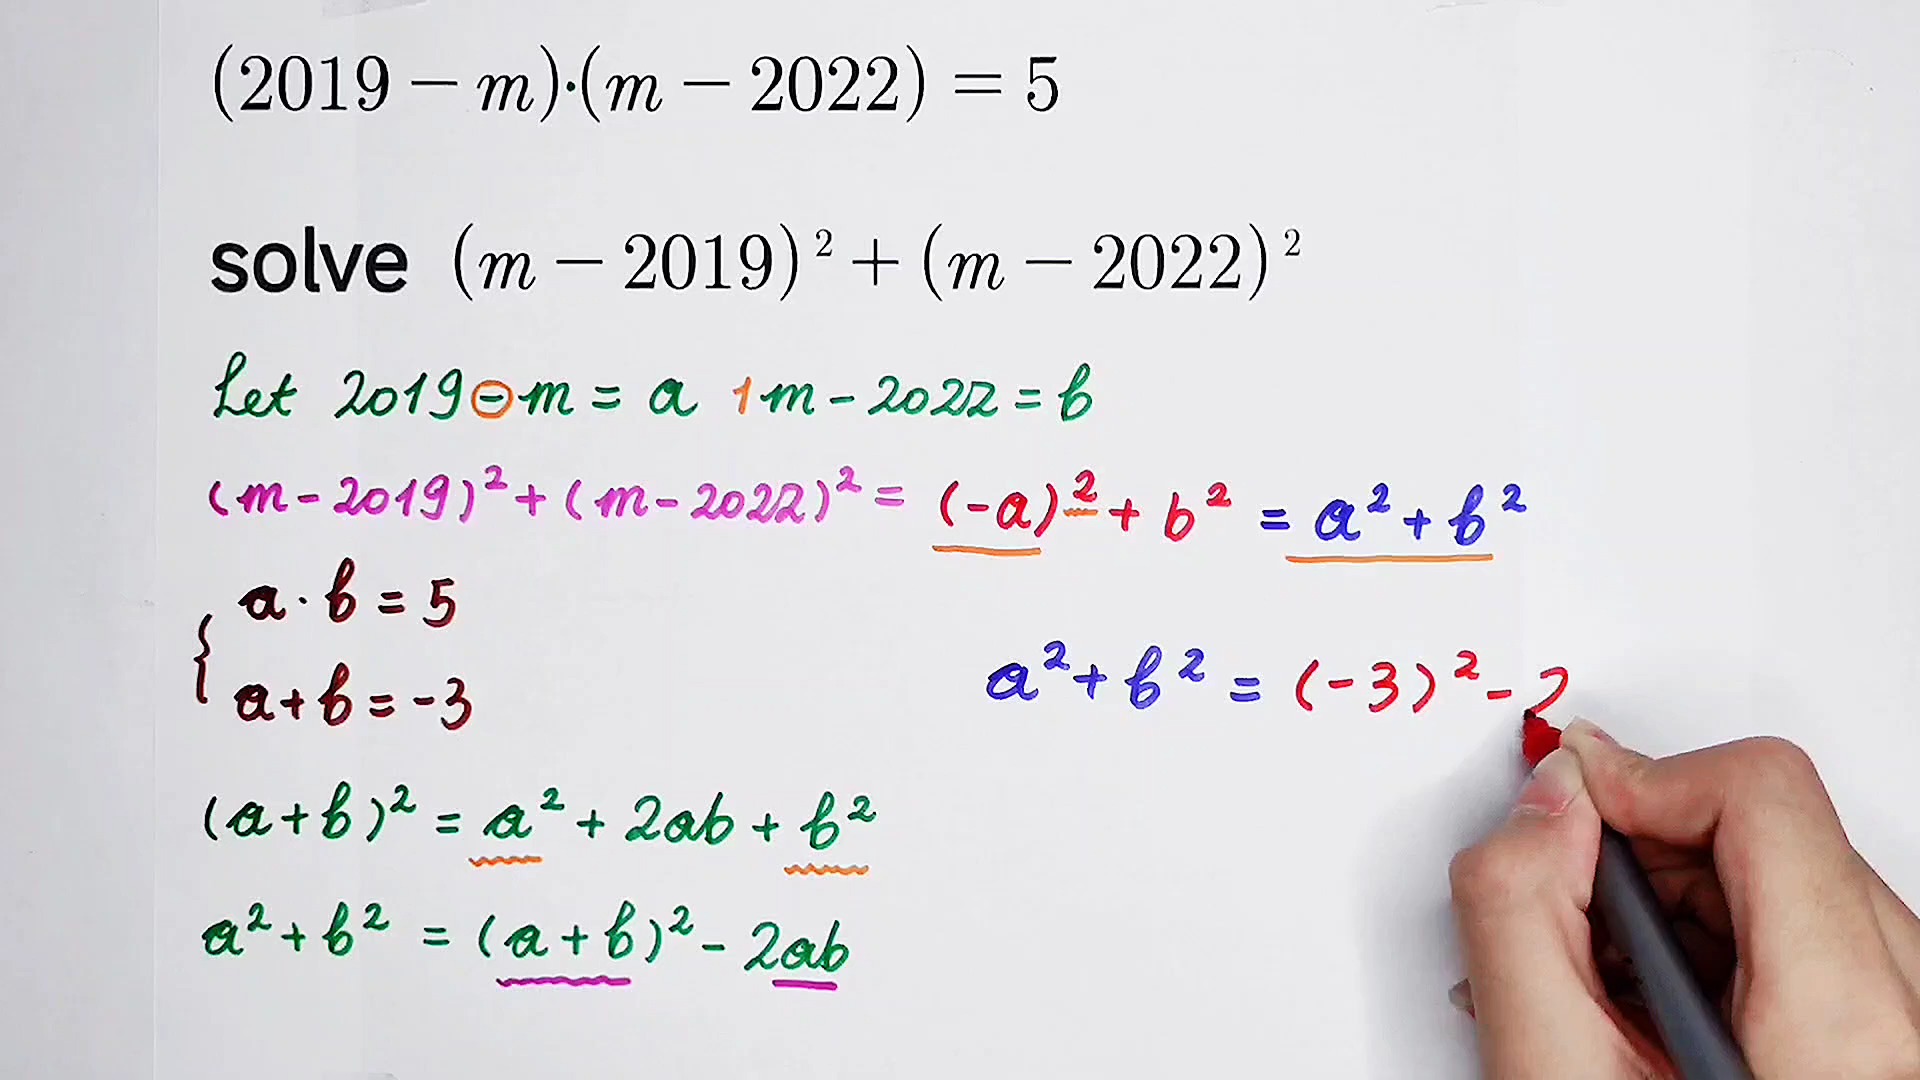 (2019 − m)·(m − 2022) = 5
solve (m − 2019)² + (m − 2022)²
Let 2019 − m = a 1 m − 2022 = b
(m − 2019)² + (m − 2022)² = (-a)² + b² = a² + b²
a · b = 5
a + b = -3
a² + b² = (-3)² - 2
(a + b)² = a² + 2ab + b²
a² + b² = (a + b)² - 2ab